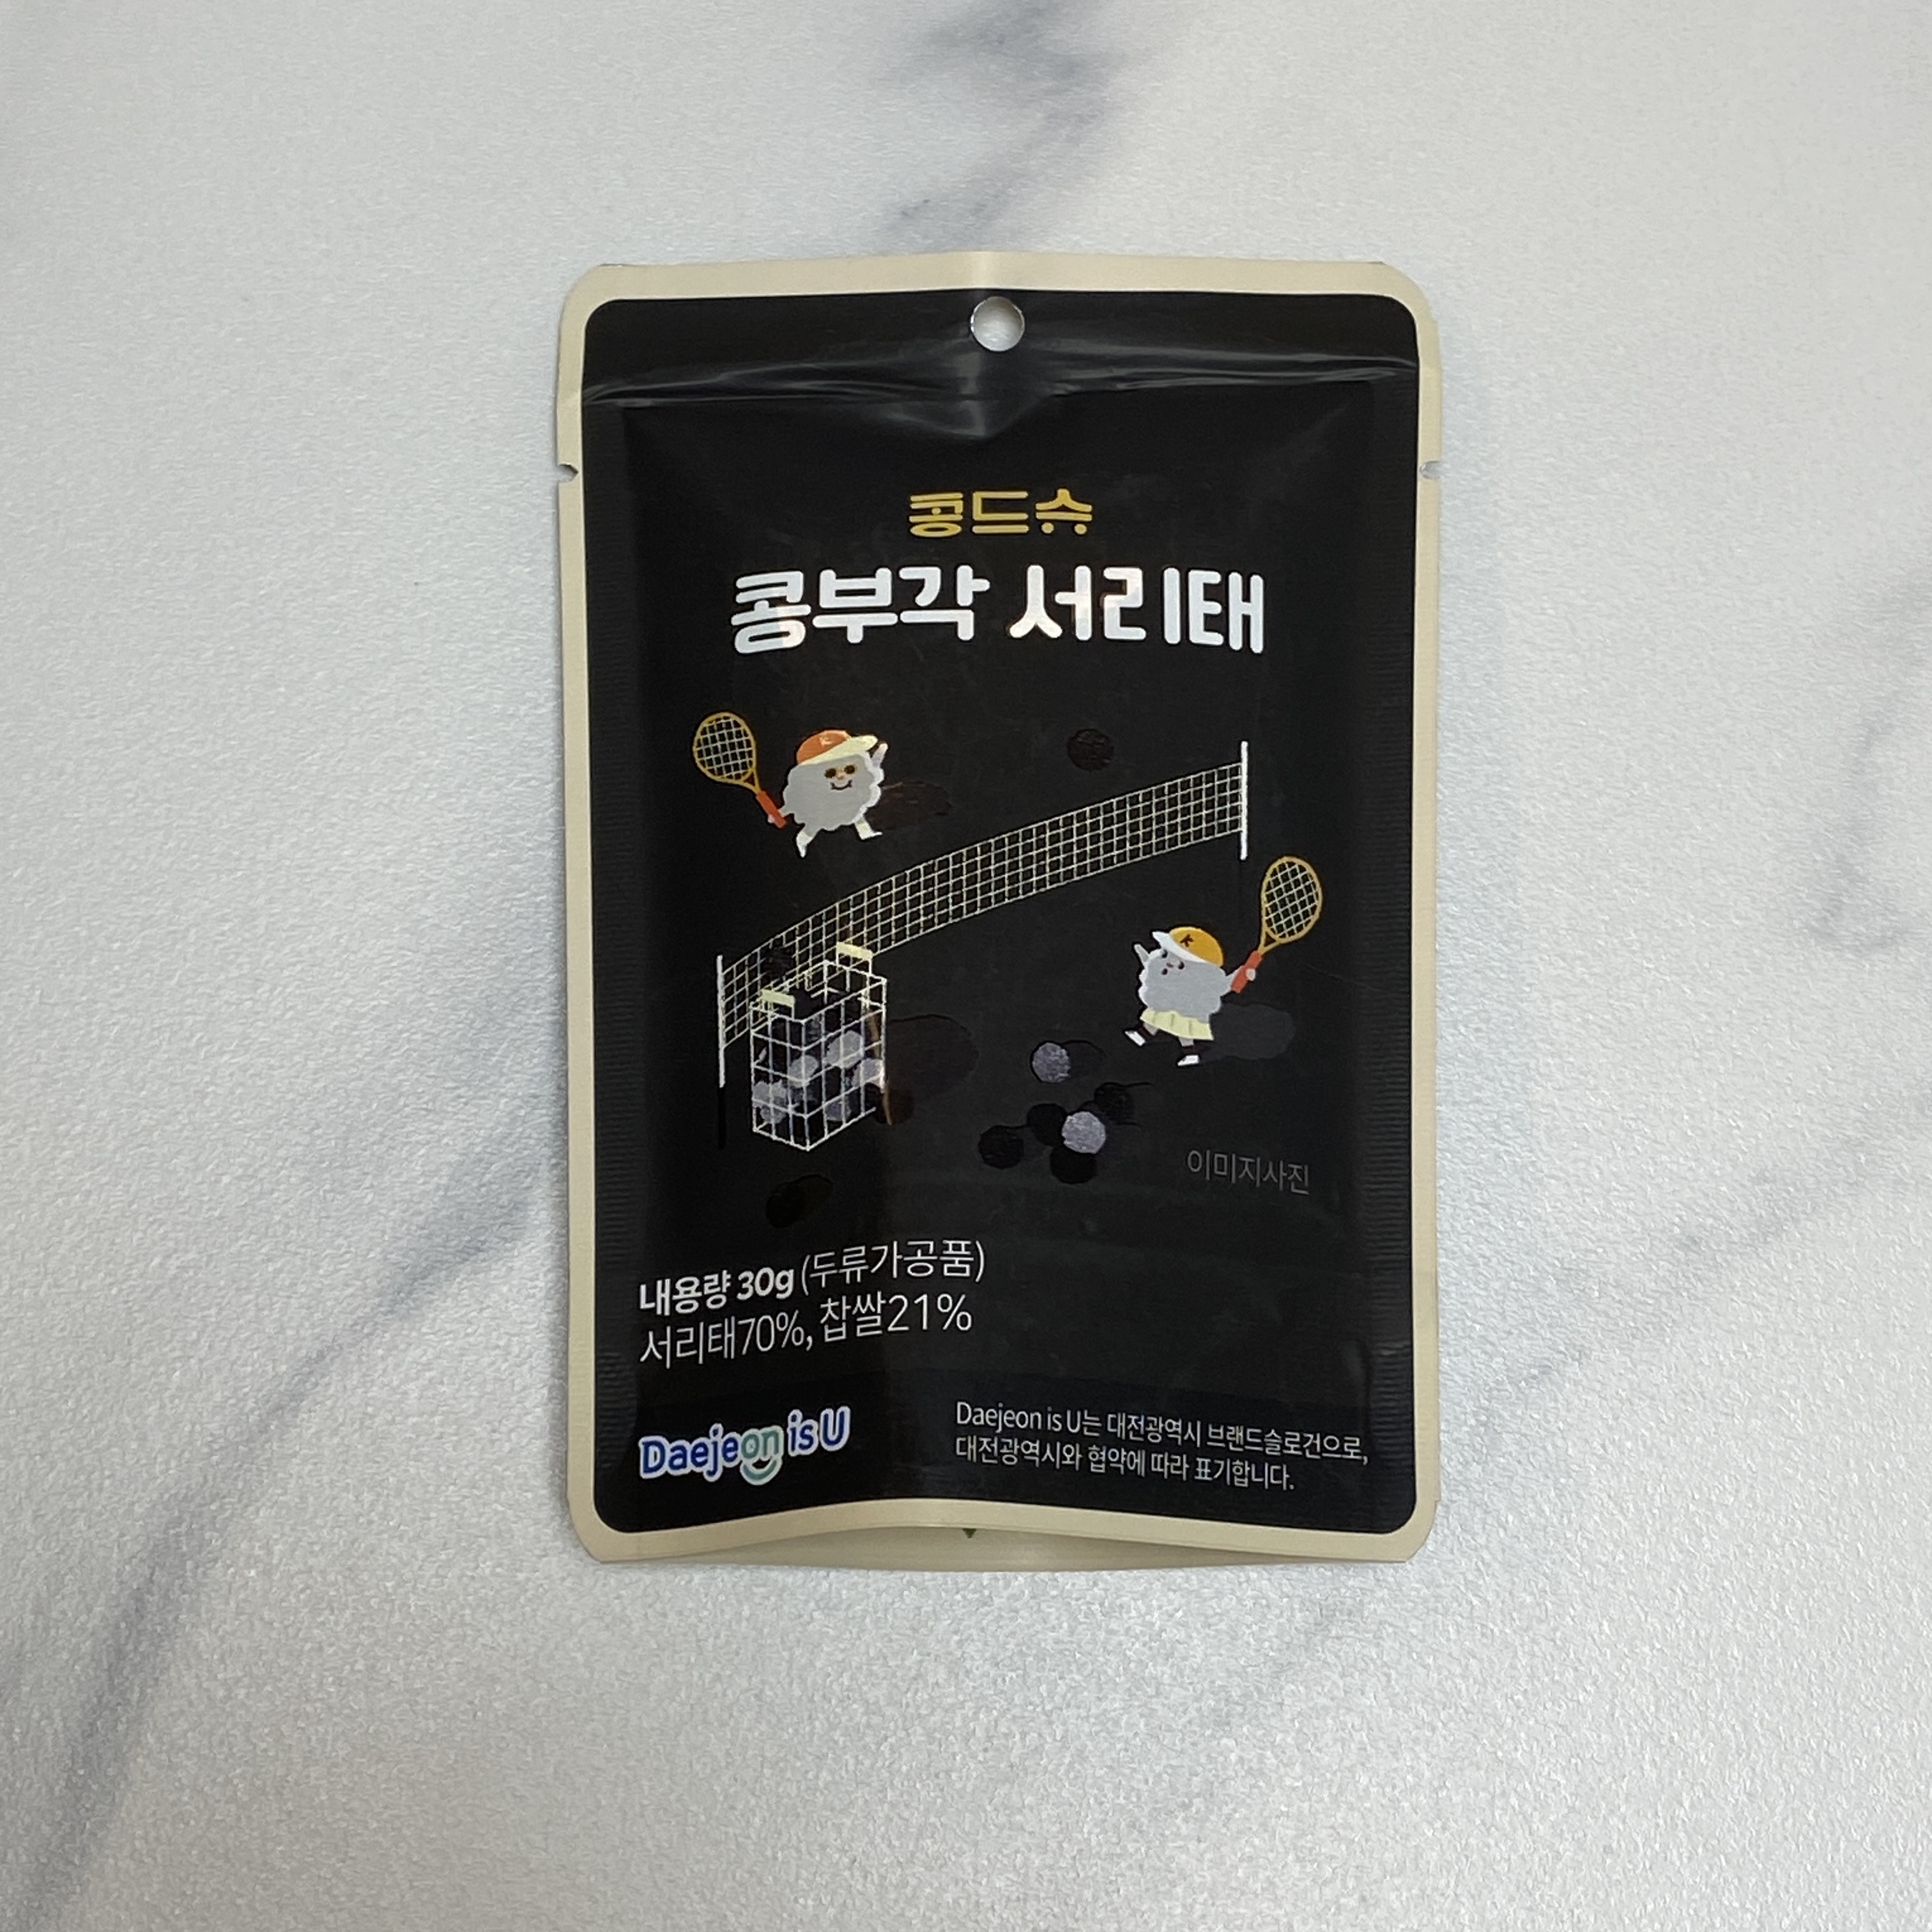 콩드슈
콩부각 서리태
K
K
이미지사진
내용량 30g (두류가공품)
서리태70%, 찹쌀21%
Daejeon is U
Daejeon is U는 대전광역시 브랜드슬로건으로,
대전광역시와 협약에 따라 표기합니다.